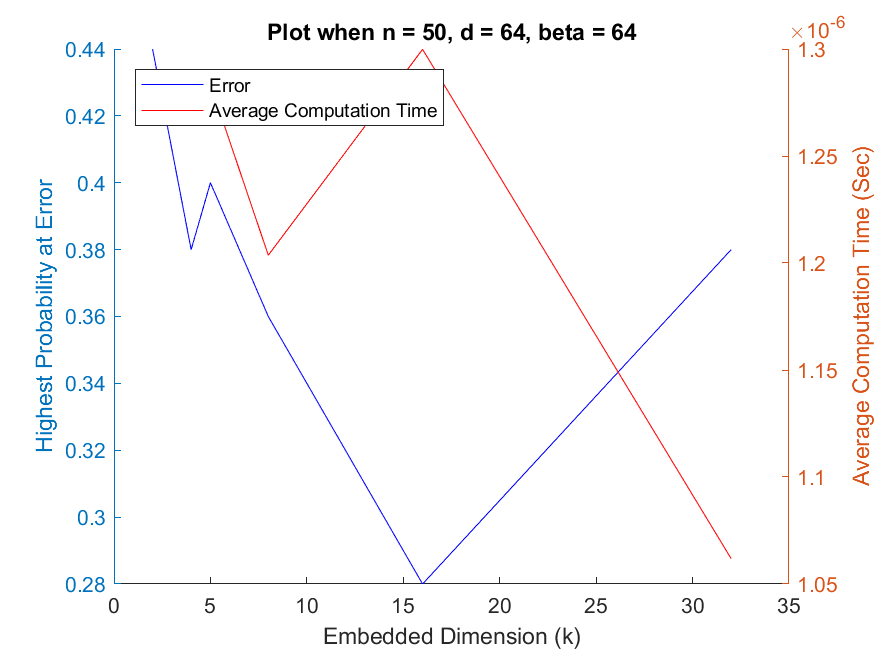 Plot when n = 50, d = 64, beta = 64
×10-6
Error
Average Computation Time
Highest Probability at Error
0.44
0.42
0.4
0.38
0.36
0.34
0.32
0.3
0.28
1.3
1.25
1.2
1.15
1.1
1.05
Average Computation Time (Sec)
0 5 10 15 20 25 30 35
Embedded Dimension (k)